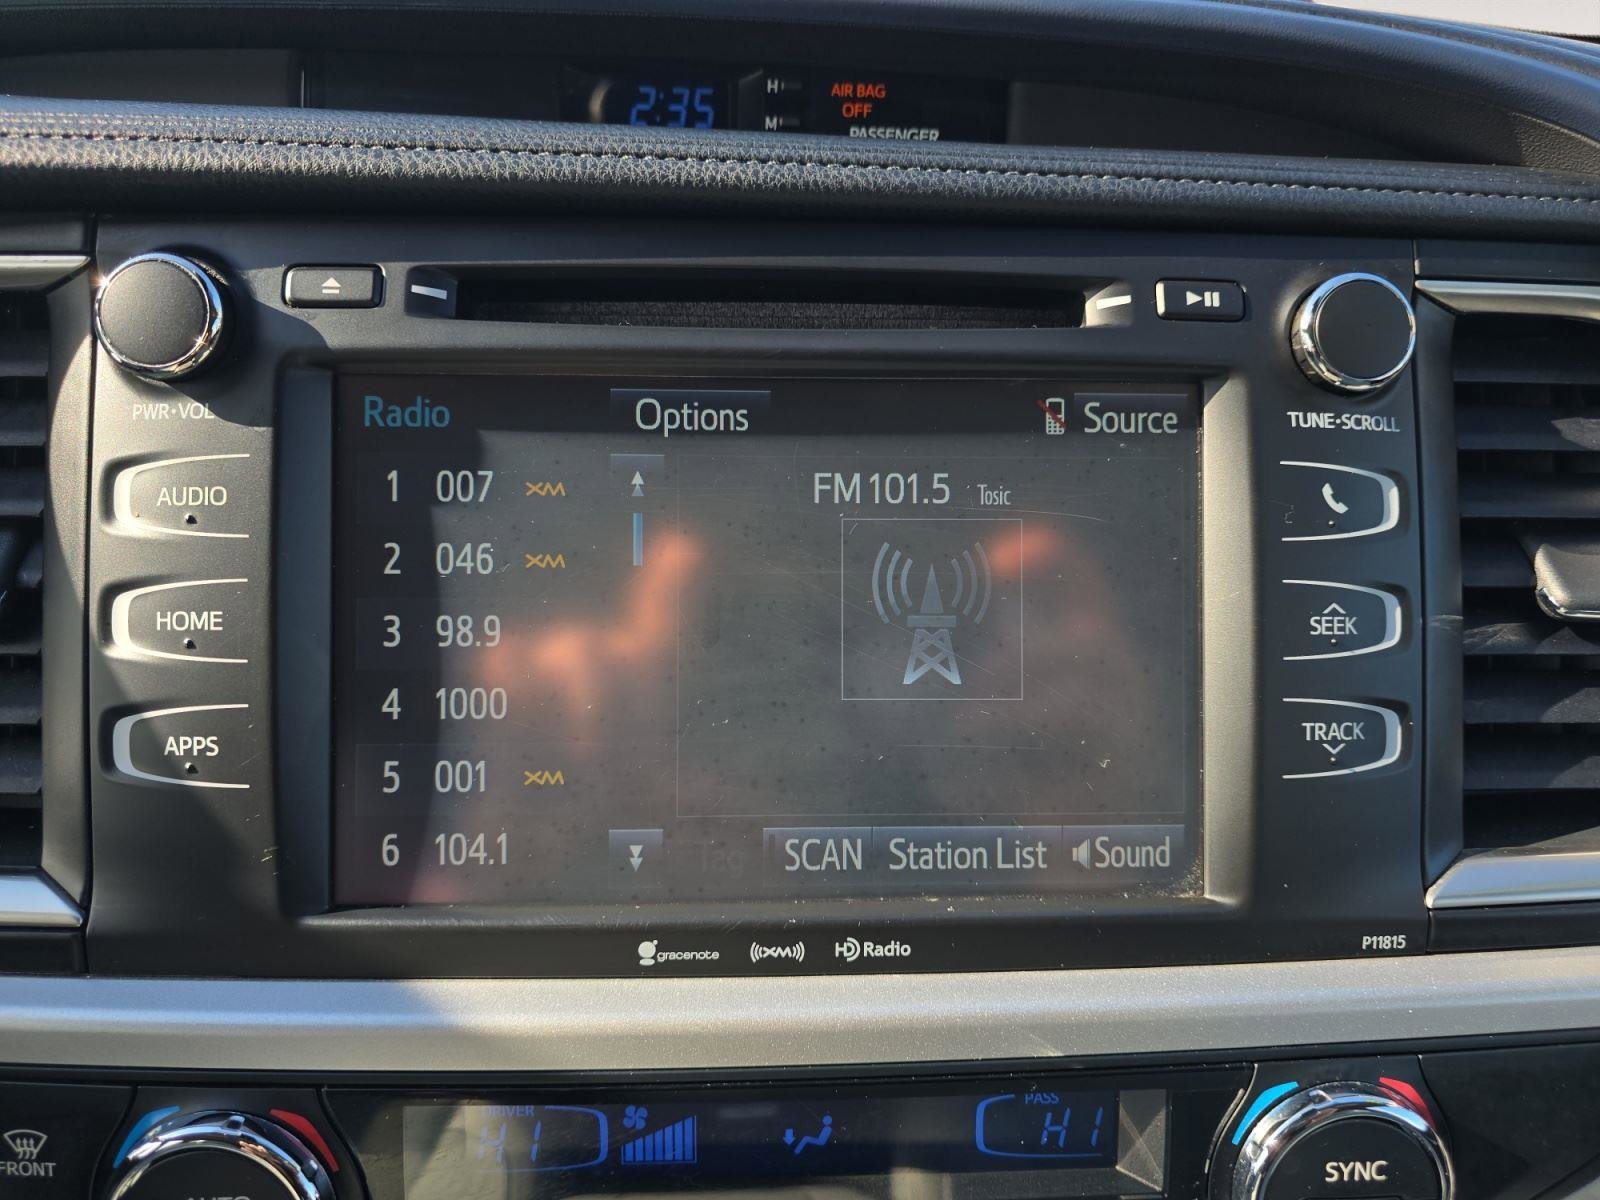 2:35
H
M
AIR BAG
OFF
PASSENGER
PWR•VOL
TUNE•SCROLL
AUDIO
HOME
APPS
SEEK
TRACK
Radio
Options
Source
1 007 XM
2 046 XM
3 98.9
4 1000
5 001 XM
6 104.1
FM 101.5 Tosic
Tag
SCAN
Station List
Sound
gracenote
((XM))
HD Radio
P11815
FRONT
DRIVER
HI
PASS
HI
AUTO
SYNC